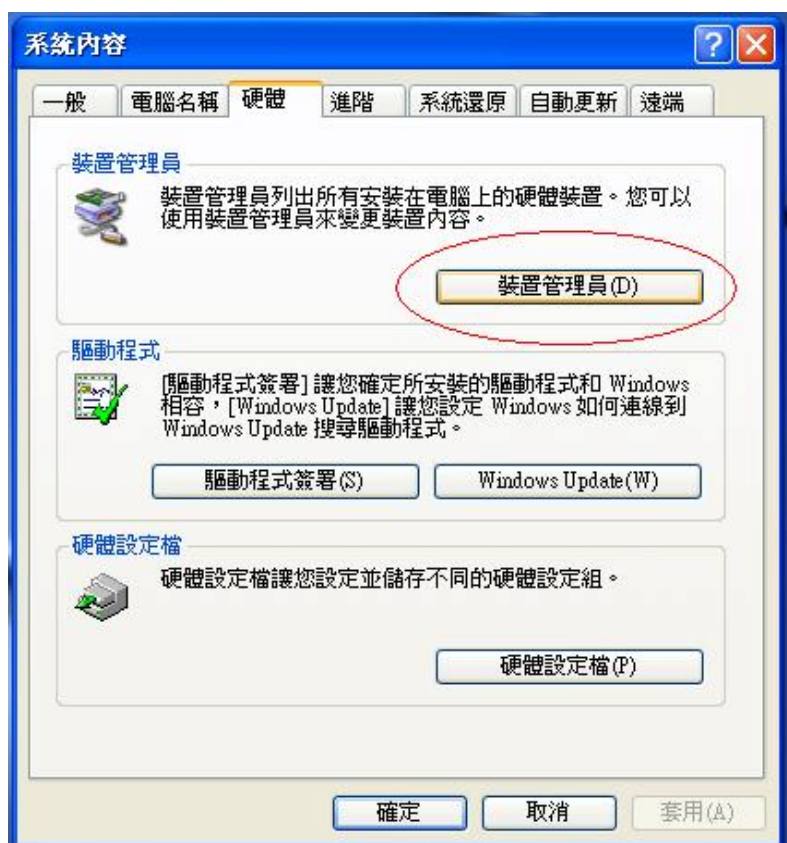 系統內容
一般 電腦名稱 硬體 進階 系統還原 自動更新 遠端
裝置管理員
裝置管理員列出所有安裝在電腦上的硬體裝置。您可以
使用裝置管理員來變更裝置內容。
裝置管理員(D)
驅動程式
[驅動程式簽署] 讓您確定所安裝的驅動程式和 Windows
相容，[Windows Update] 讓您設定 Windows 如何連線到
Windows Update 搜尋驅動程式。
驅動程式簽署(S) Windows Update(W)
硬體設定檔
硬體設定檔讓您設定並儲存不同的硬體設定組。
硬體設定檔(P)
確定 取消 套用(A)